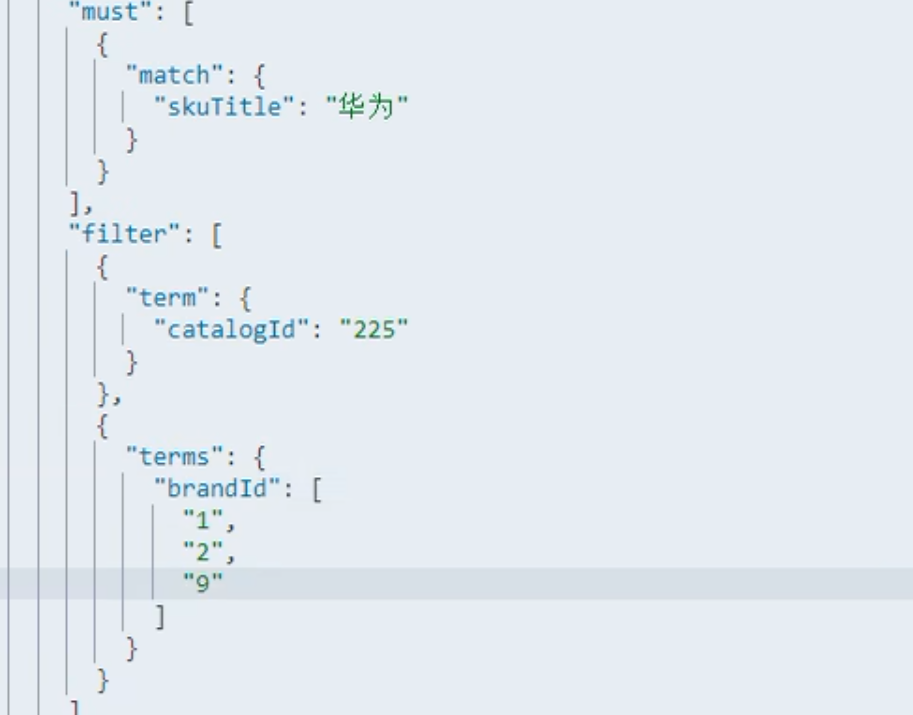 "must": [
{
"match": {
"skuTitle": "华为"
}
}
],
"filter": [
{
"term": {
"catalogId": "225"
}
},
{
"terms": {
"brandId": [
"1",
"2",
"9"
]
}
}
]